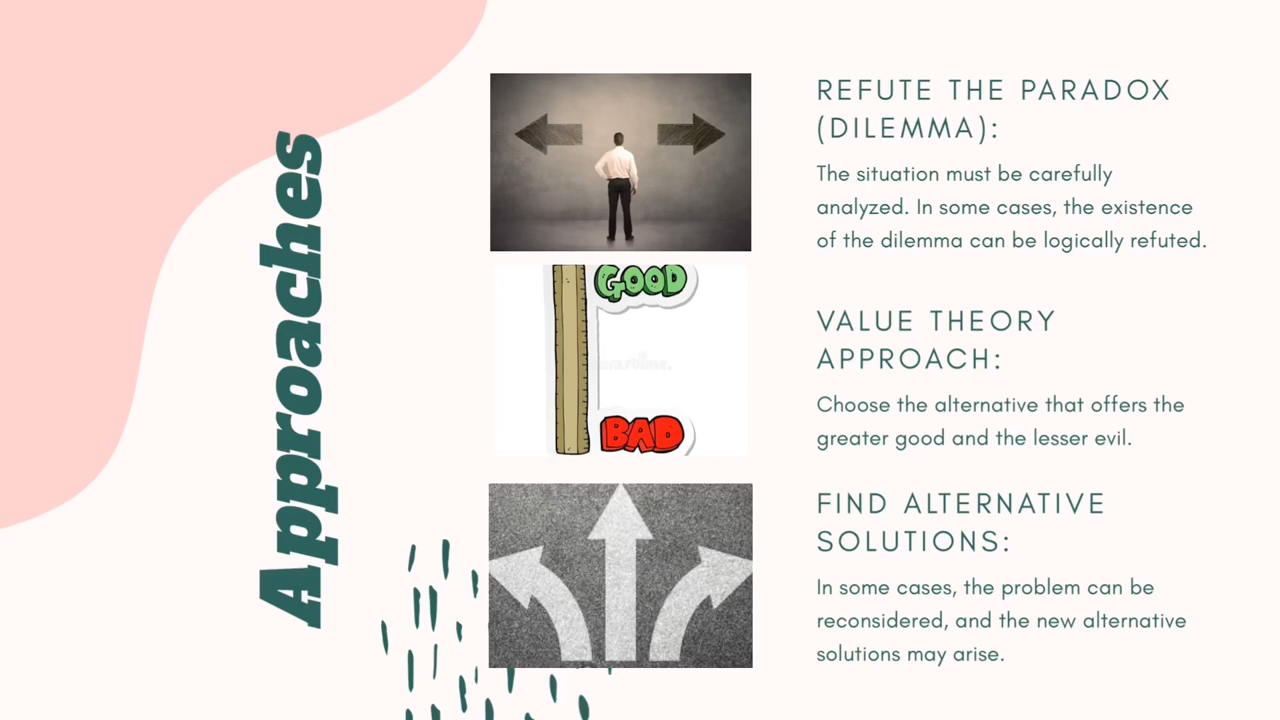 Approaches
REFUTE THE PARADOX
(DILEMMA):
The situation must be carefully
analyzed. In some cases, the existence
of the dilemma can be logically refuted.
GOOD
BAD
VALUE THEORY
APPROACH:
Choose the alternative that offers the
greater good and the lesser evil.
FIND ALTERNATIVE
SOLUTIONS:
In some cases, the problem can be
reconsidered, and the new alternative
solutions may arise.